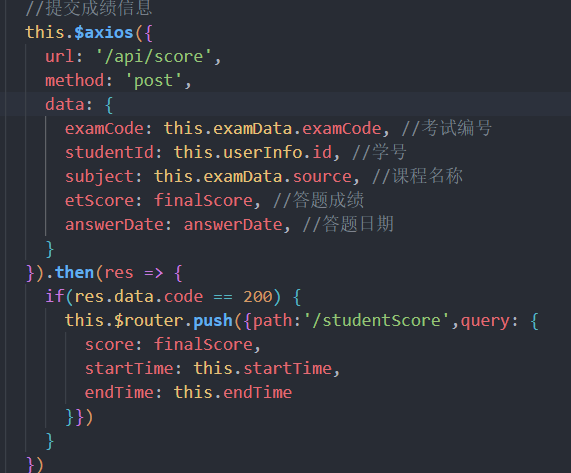 //提交成绩信息
this.$axios({
url: '/api/score',
method: 'post',
data: {
examCode: this.examData.examCode, //考试编号
studentId: this.userInfo.id, //学号
subject: this.examData.source, //课程名称
etScore: finalScore, //答题成绩
answerDate: answerDate, //答题日期
}
}).then(res => {
if(res.data.code == 200) {
this.$router.push({path:'/studentScore',query: {
score: finalScore,
startTime: this.startTime,
endTime: this.endTime
}})
}
})